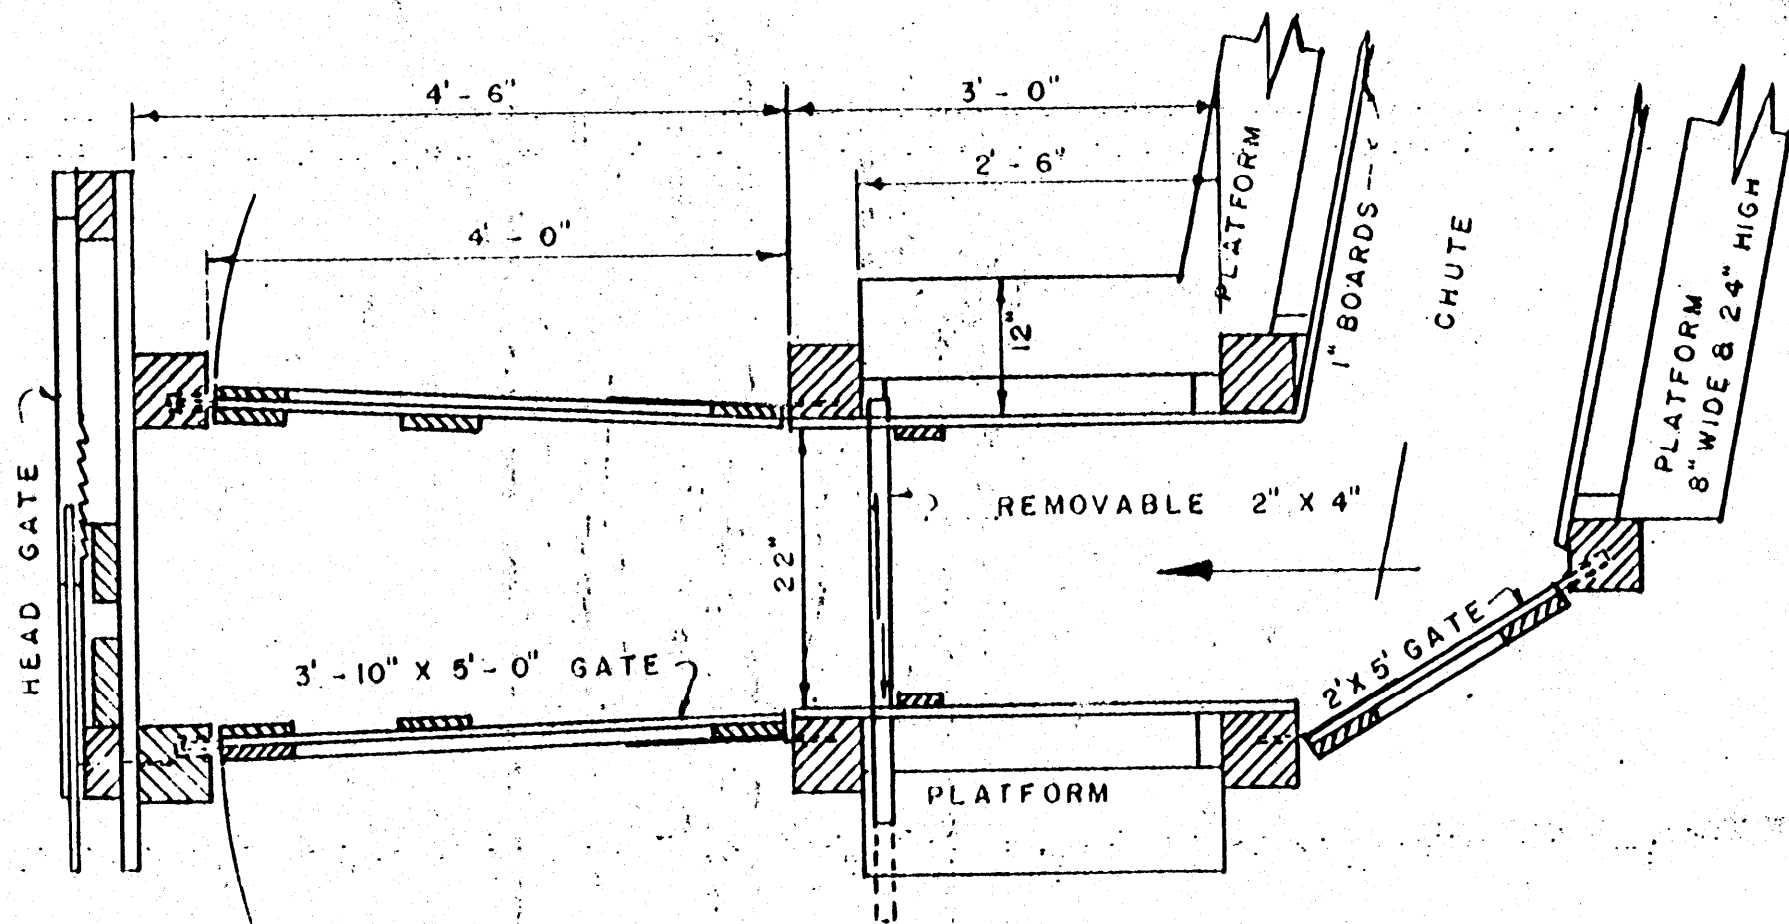 4'-6"
3'-0"
2'-6"
4'-0"
PLATFORM
1" BOARDS
CHUTE
PLATFORM
8" WIDE & 24" HIGH
12"
HEAD GATE
REMOVABLE 2" X 4"
22"
3'-10" X 5'-0" GATE
2' X 5' GATE
PLATFORM